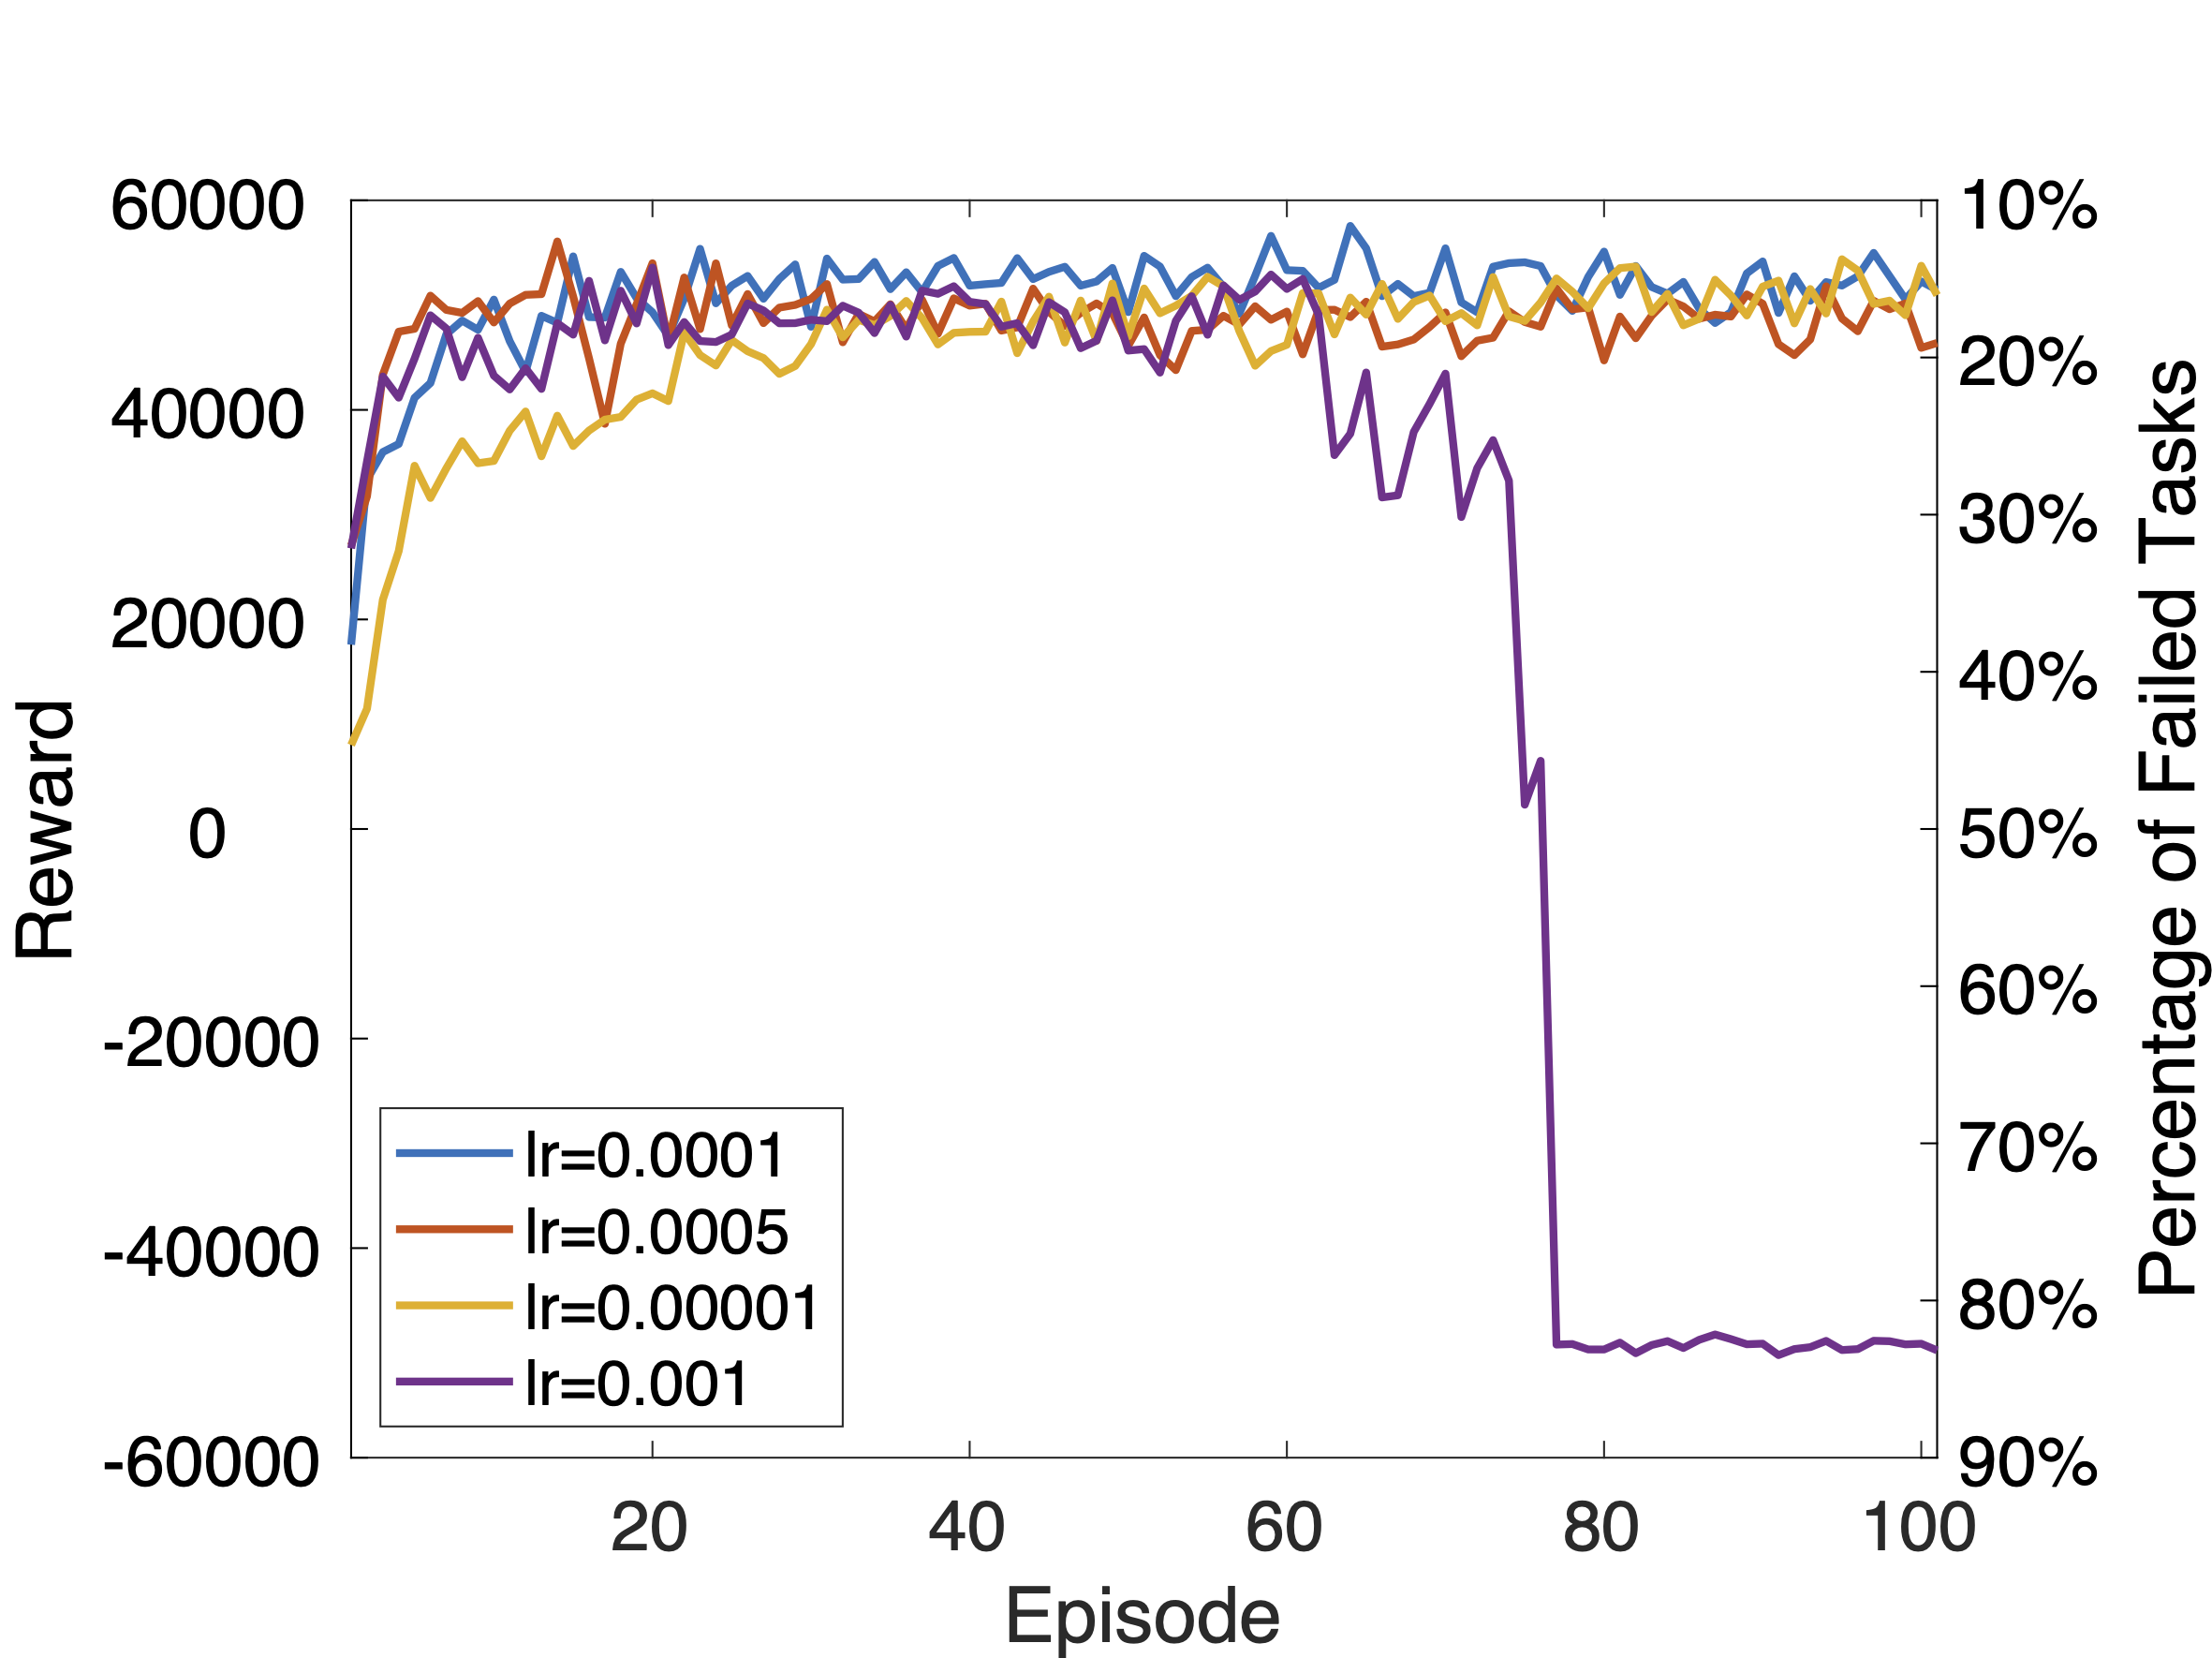 60000
40000
20000
0
-20000
-40000
-60000
Reward
10%
20%
30%
40%
50%
60%
70%
80%
90%
Percentage of Failed Tasks
lr=0.0001
lr=0.0005
lr=0.00001
lr=0.001
20 40 60 80 100
Episode